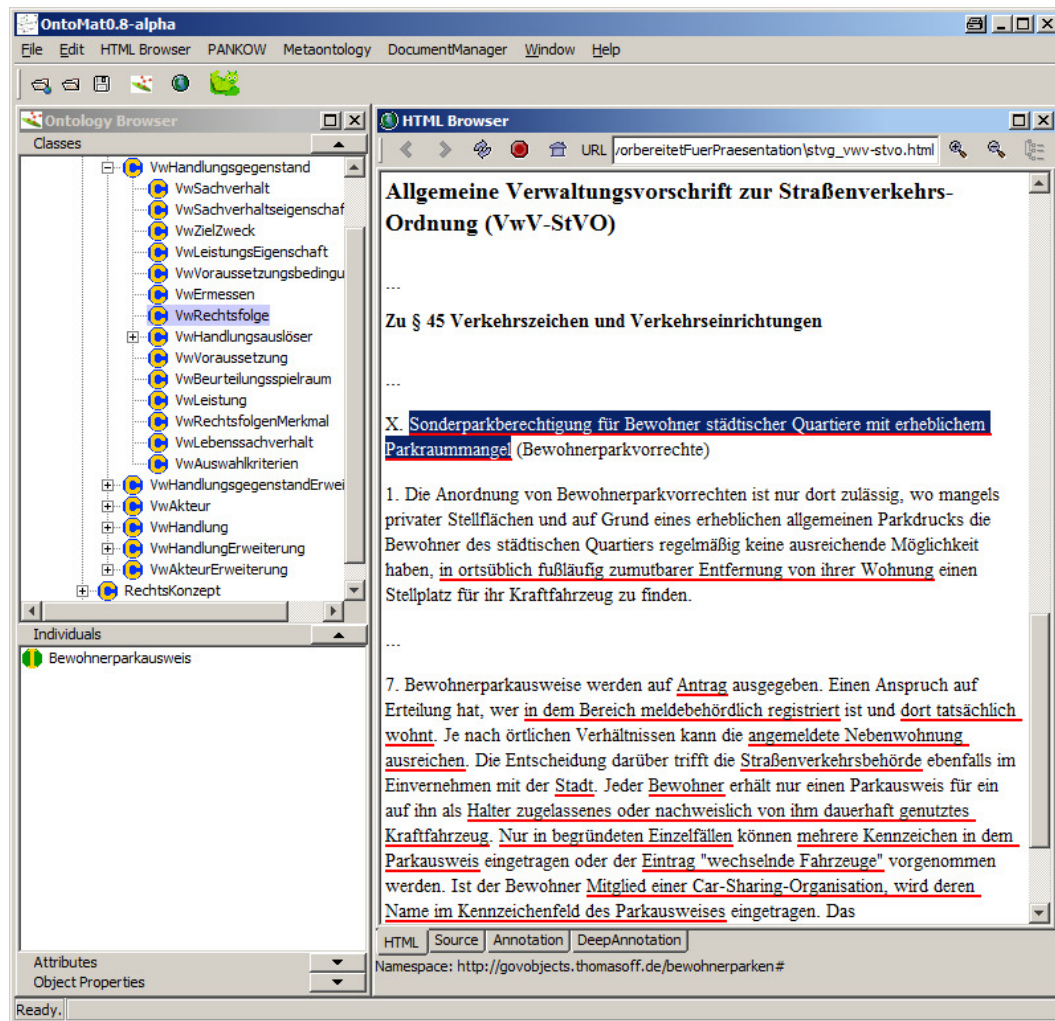 OntoMat0.8-alpha
File Edit HTML Browser PANKOW Metaontology DocumentManager Window Help
Ontology Browser
Classes
VwHandlungsgegenstand
VwSachverhalt
VwSachverhaltseigenschaf
VwZielZweck
VwLeistungsEigenschaft
VwVoraussetzungsbedingu
VwErmessen
VwRechtsfolge
VwHandlungsauslöser
VwVoraussetzung
VwBeurteilungsspielraum
VwLeistung
VwRechtsfolgenMerkmal
VwLebenssachverhalt
VwAuswahlkriterien
VwHandlungsgegenstandErwei
VwAkteur
VwHandlung
VwHandlungErweiterung
VwAkteurErweiterung
RechtsKonzept
Individuals
Bewohnerparkausweis
Attributes
Object Properties
HTML Browser
URL vorbereitetFuerPraesentation\stvg_vwv-stvo.html
Allgemeine Verwaltungsvorschrift zur Straßenverkehrs-
Ordnung (VwV-StVO)
...
Zu § 45 Verkehrszeichen und Verkehrseinrichtungen
...
X. Sonderparkberechtigung für Bewohner städtischer Quartiere mit erheblichem
Parkraummangel (Bewohnerparkvorrechte)
1. Die Anordnung von Bewohnerparkvorrechten ist nur dort zulässig, wo mangels
privater Stellflächen und auf Grund eines erheblichen allgemeinen Parkdrucks die
Bewohner des städtischen Quartiers regelmäßig keine ausreichende Möglichkeit
haben, in ortsüblich fußläufig zumutbarer Entfernung von ihrer Wohnung einen
Stellplatz für ihr Kraftfahrzeug zu finden.
...
7. Bewohnerparkausweise werden auf Antrag ausgegeben. Einen Anspruch auf
Erteilung hat, wer in dem Bereich meldebehördlich registriert ist und dort tatsächlich
wohnt. Je nach örtlichen Verhältnissen kann die angemeldete Nebenwohnung
ausreichen. Die Entscheidung darüber trifft die Straßenverkehrsbehörde ebenfalls im
Einvernehmen mit der Stadt. Jeder Bewohner erhält nur einen Parkausweis für ein
auf ihn als Halter zugelassenes oder nachweislich von ihm dauerhaft genutztes
Kraftfahrzeug. Nur in begründeten Einzelfällen können mehrere Kennzeichen in dem
Parkausweis eingetragen oder der Eintrag "wechselnde Fahrzeuge" vorgenommen
werden. Ist der Bewohner Mitglied einer Car-Sharing-Organisation, wird deren
Name im Kennzeichenfeld des Parkausweises eingetragen. Das
HTML Source Annotation DeepAnnotation
Namespace: http://govobjects.thomasoff.de/bewohnerparken#
Ready.